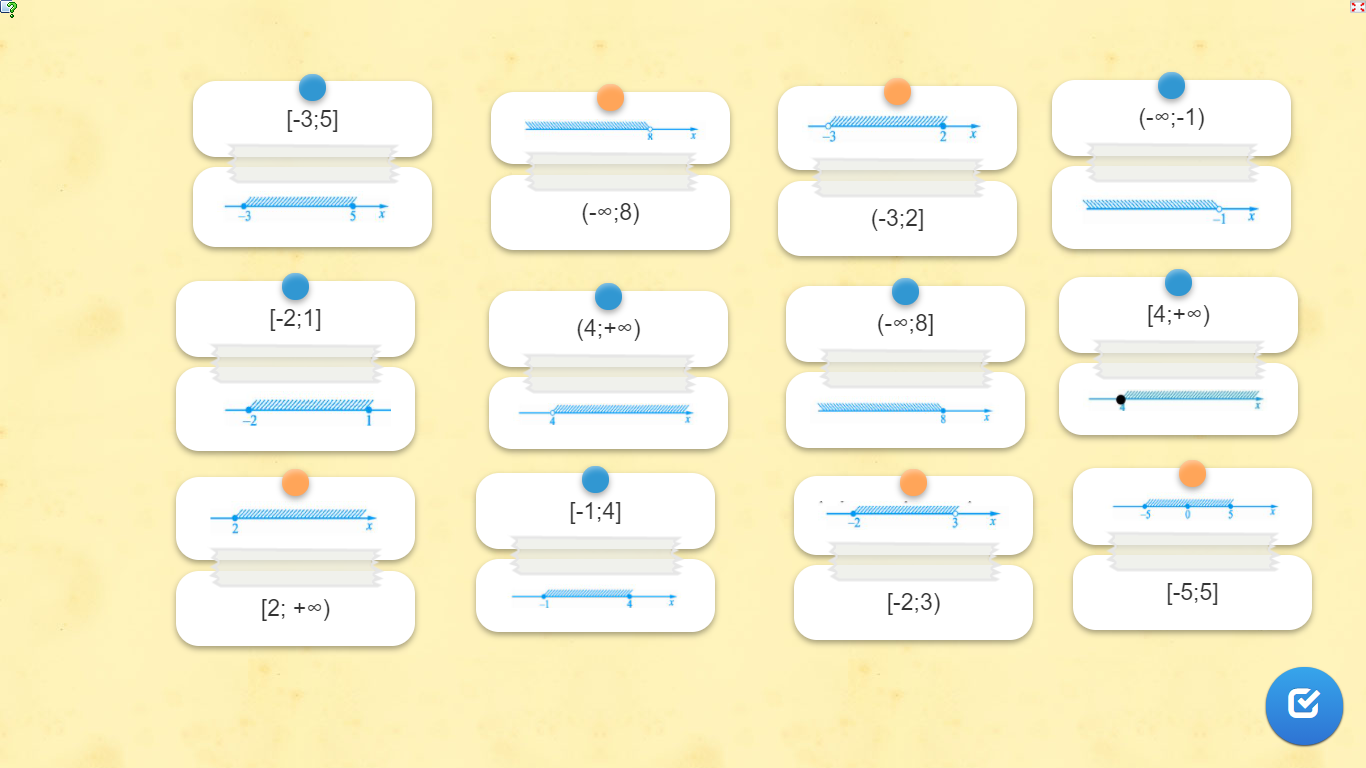 [-3;5]
-3 5 x
8 x
(-∞;8)
-3 2 x
(-3;2]
(-∞;-1)
-1 x
[-2;1]
-2 1
(4;+∞)
4 x
(-∞;8]
8 x
[4;+∞)
4 x
2 x
[2; +∞)
[-1;4]
-1 4 x
-2 3 x
[-2;3)
-5 0 5 x
[-5;5]